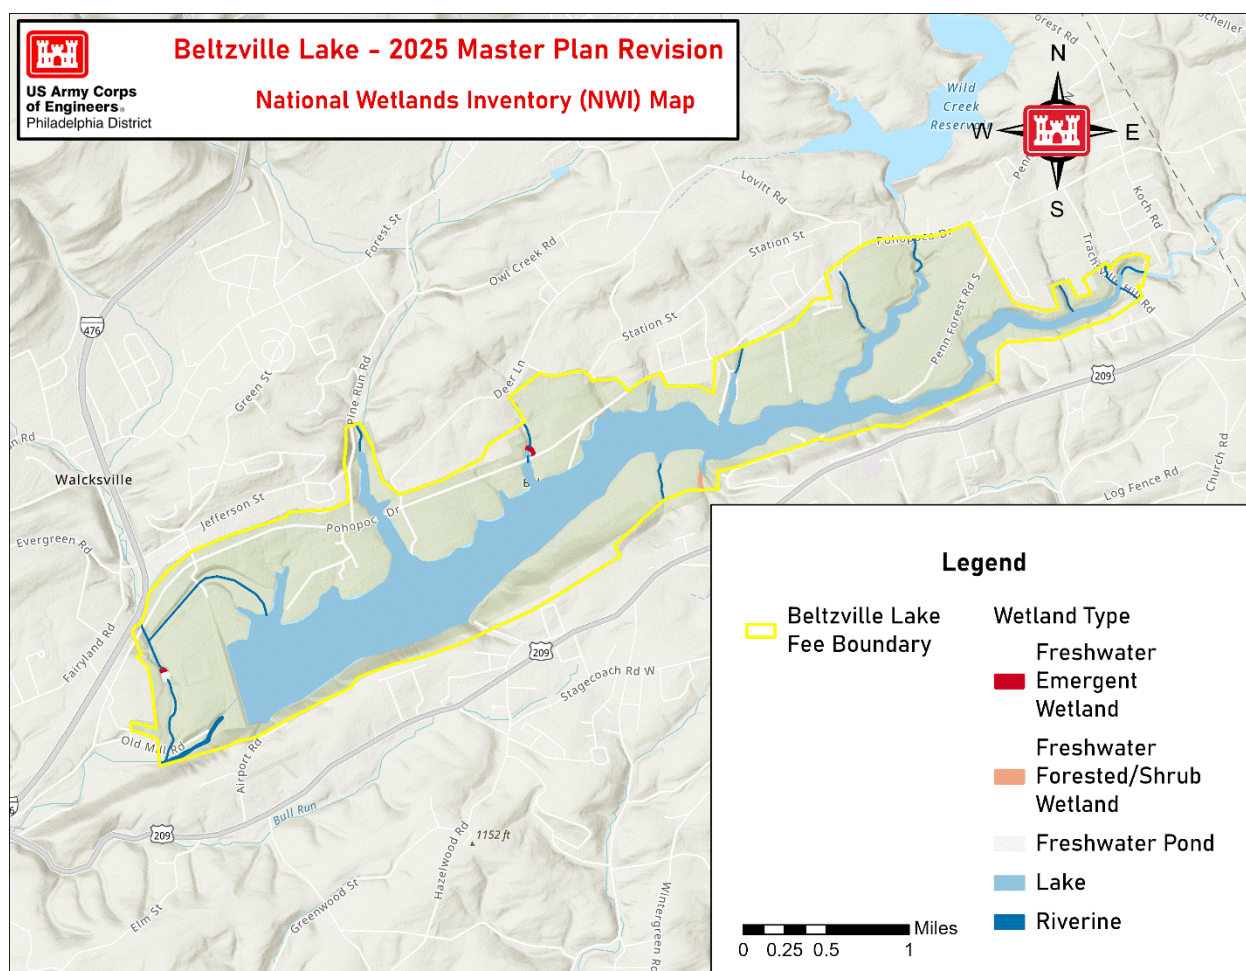 Beltzville Lake - 2025 Master Plan Revision
National Wetlands Inventory (NWI) Map
US Army Corps
of Engineers®
Philadelphia District
Forest Rd
Wild
Creek
Reservoir
N
W
E
S
Koch Rd
Lovitt Rd
Forest St
Station St
Pohopoco Dr
Owl Creek Rd
Penn Forest Rd S
476
Station St
209
Deer Ln
Green St
Pine Run Rd
Church Rd
Log Fence Rd
Walcksville
Jefferson St
Pohopoco Dr
Evergreen Rd
Fairyland Rd
209
Stagecoach Rd W
Old Mill Rd
Airport Rd
Bull Run
209
1152 ft
Hazelwood Rd
Greenwood St
Elm St
Wintergreen Rd
Legend
Beltzville Lake
Fee Boundary
Wetland Type
Freshwater
Emergent
Wetland
Freshwater
Forested/Shrub
Wetland
Freshwater Pond
Lake
Riverine
Miles
0 0.25 0.5 1